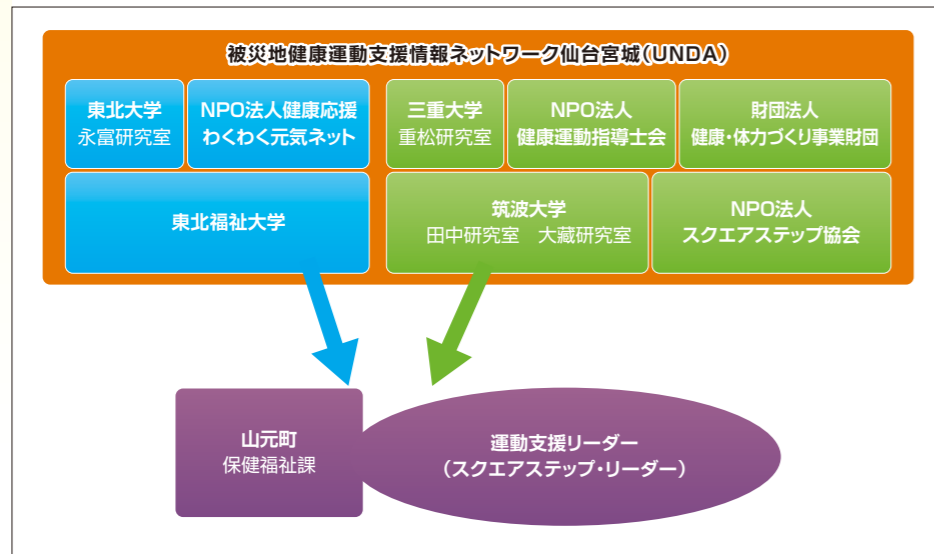 被災地健康運動支援情報ネットワーク仙台宮城(UNDA)
東北大学
永富研究室
NPO法人健康応援
わくわく元気ネット
三重大学
重松研究室
NPO法人
健康運動指導士会
財団法人
健康・体力づくり事業財団
東北福祉大学
筑波大学
田中研究室 大藏研究室
NPO法人
スクエアステップ協会
山元町
保健福祉課
運動支援リーダー
(スクエアステップ・リーダー)